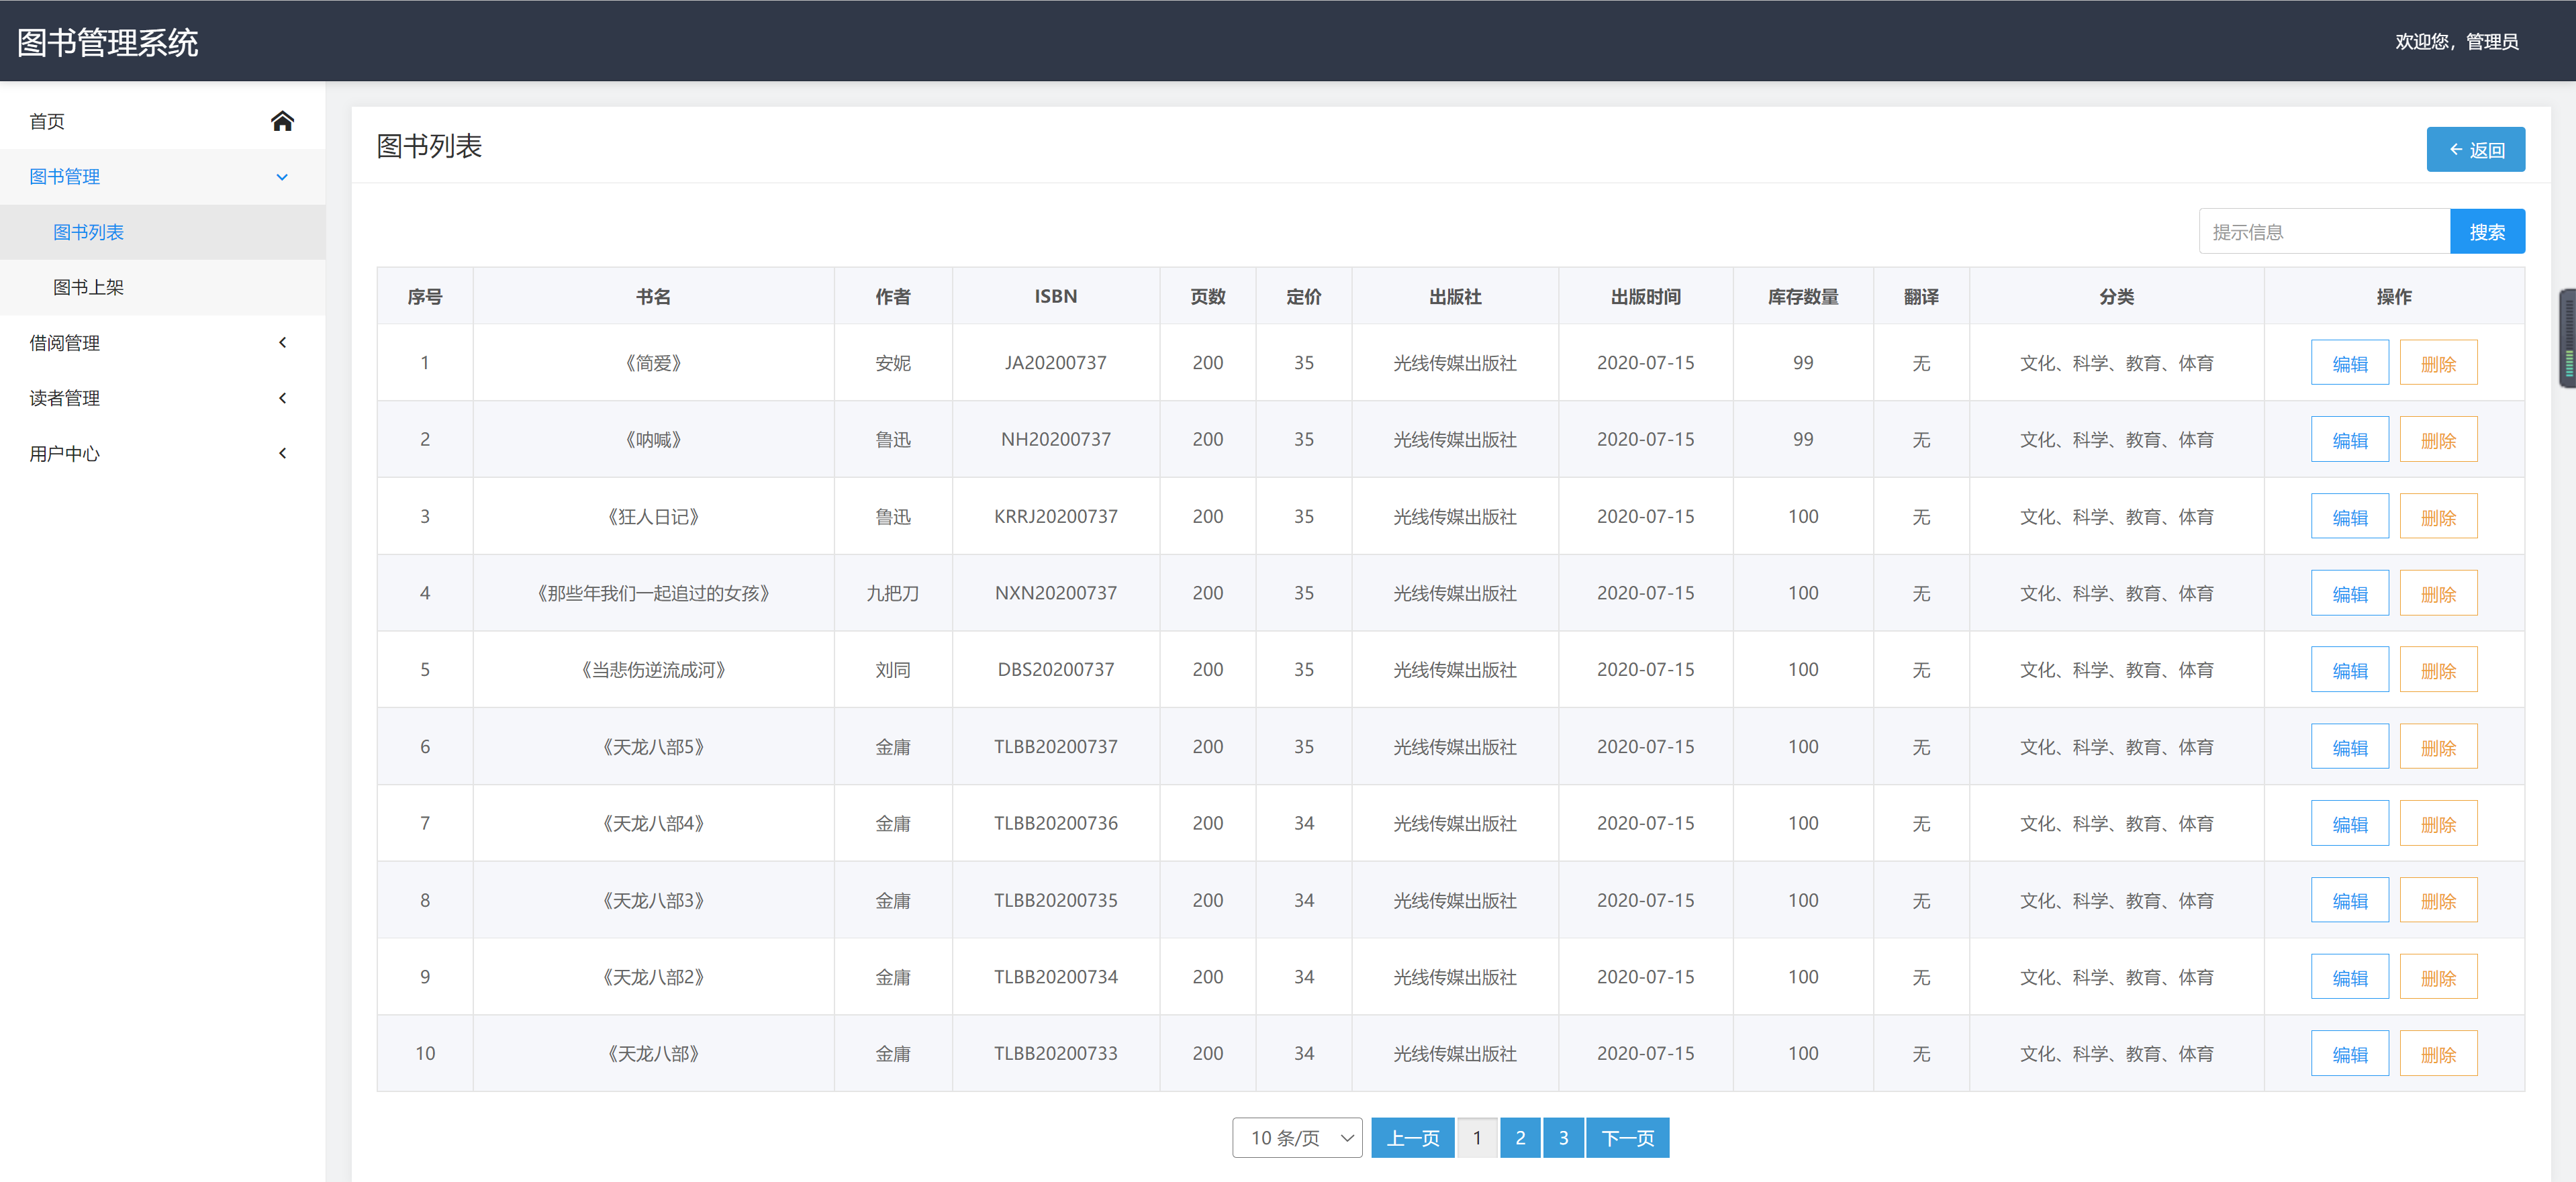 图书管理系统
欢迎您，管理员
首页
图书管理
图书列表
图书上架
借阅管理
读者管理
用户中心
图书列表
返回
提示信息 搜索
序号 书名 作者 ISBN 页数 定价 出版社 出版时间 库存数量 翻译 分类 操作
1 《简爱》 安妮 JA20200737 200 35 光线传媒出版社 2020-07-15 99 无 文化、科学、教育、体育 编辑 删除
2 《呐喊》 鲁迅 NH20200737 200 35 光线传媒出版社 2020-07-15 99 无 文化、科学、教育、体育 编辑 删除
3 《狂人日记》 鲁迅 KRRJ20200737 200 35 光线传媒出版社 2020-07-15 100 无 文化、科学、教育、体育 编辑 删除
4 《那些年我们一起追过的女孩》 九把刀 NXN20200737 200 35 光线传媒出版社 2020-07-15 100 无 文化、科学、教育、体育 编辑 删除
5 《当悲伤逆流成河》 刘同 DBS20200737 200 35 光线传媒出版社 2020-07-15 100 无 文化、科学、教育、体育 编辑 删除
6 《天龙八部5》 金庸 TLBB20200737 200 35 光线传媒出版社 2020-07-15 100 无 文化、科学、教育、体育 编辑 删除
7 《天龙八部4》 金庸 TLBB20200736 200 34 光线传媒出版社 2020-07-15 100 无 文化、科学、教育、体育 编辑 删除
8 《天龙八部3》 金庸 TLBB20200735 200 34 光线传媒出版社 2020-07-15 100 无 文化、科学、教育、体育 编辑 删除
9 《天龙八部2》 金庸 TLBB20200734 200 34 光线传媒出版社 2020-07-15 100 无 文化、科学、教育、体育 编辑 删除
10 《天龙八部》 金庸 TLBB20200733 200 34 光线传媒出版社 2020-07-15 100 无 文化、科学、教育、体育 编辑 删除
10 条/页 上一页 1 2 3 下一页